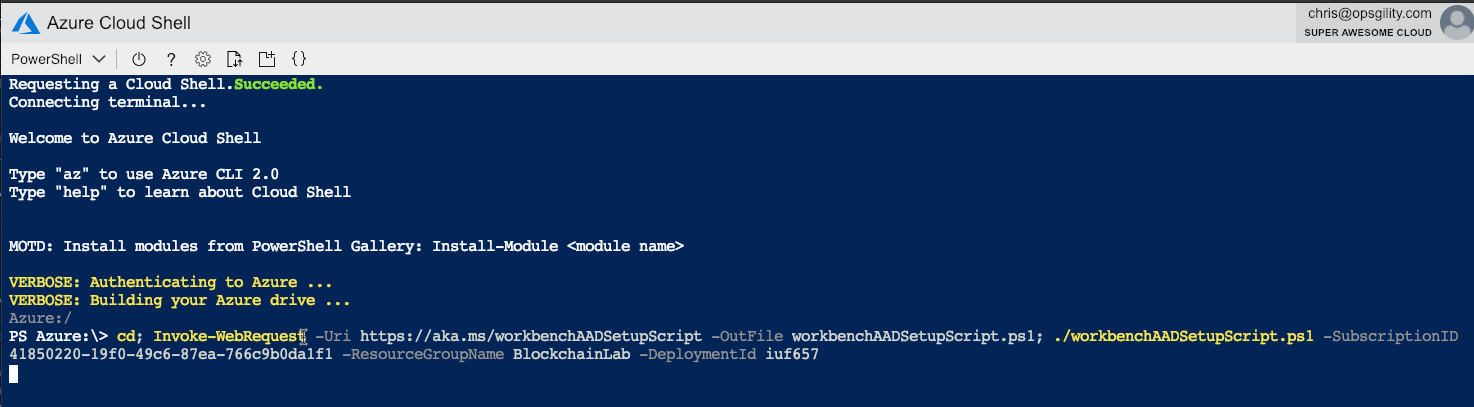 Azure Cloud Shell
chris@opsgility.com
SUPER AWESOME CLOUD
PowerShell ? {}
Requesting a Cloud Shell.Succeeded.
Connecting terminal...
Welcome to Azure Cloud Shell
Type "az" to use Azure CLI 2.0
Type "help" to learn about Cloud Shell
MOTD: Install modules from PowerShell Gallery: Install-Module <module name>
VERBOSE: Authenticating to Azure ...
VERBOSE: Building your Azure drive ...
Azure:/
PS Azure:\> cd; Invoke-WebRequest -Uri https://aka.ms/workbenchAADSetupScript -OutFile workbenchAADSetupScript.ps1; ./workbenchAADSetupScript.ps1 -SubscriptionID
41850220-19f0-49c6-87ea-766c9b0da1f1 -ResourceGroupName BlockchainLab -DeploymentId iuf657